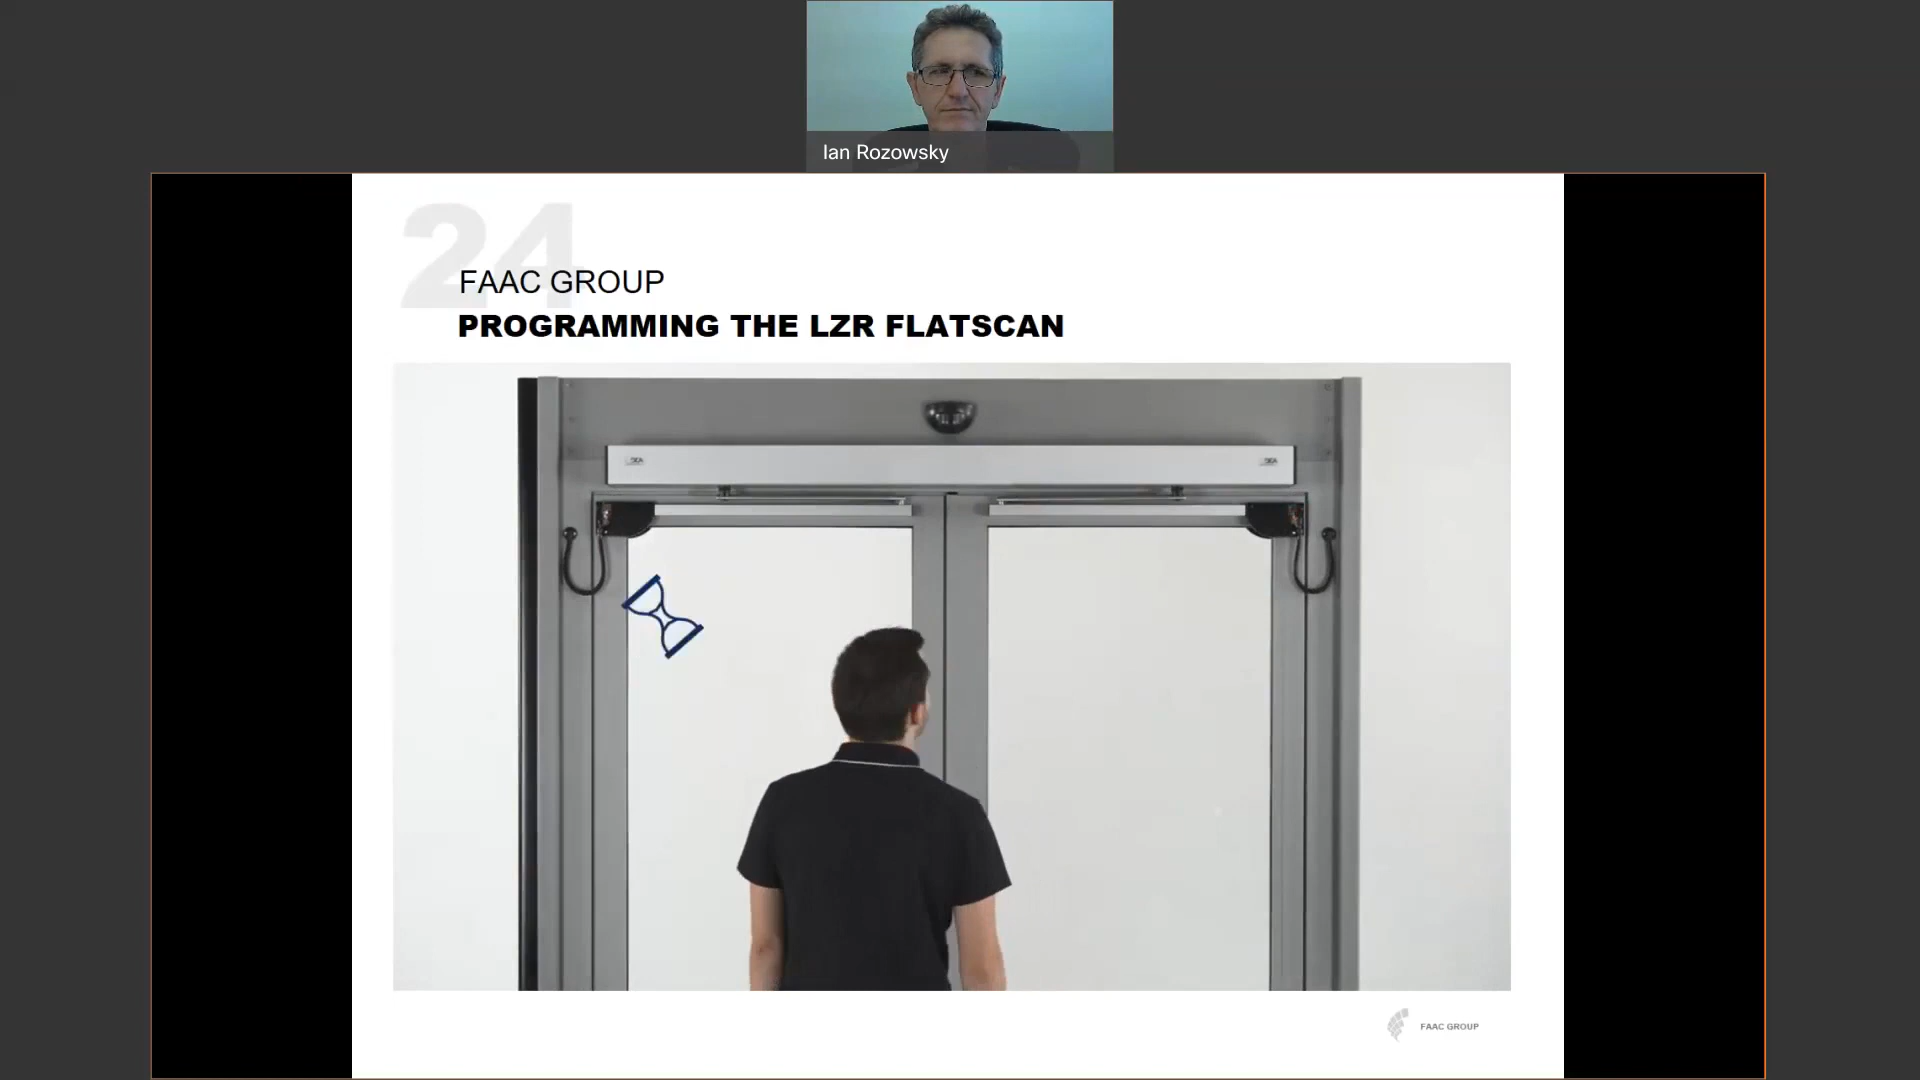 Ian Rozowsky
24
FAAC GROUP
PROGRAMMING THE LZR FLATSCAN
FAAC GROUP